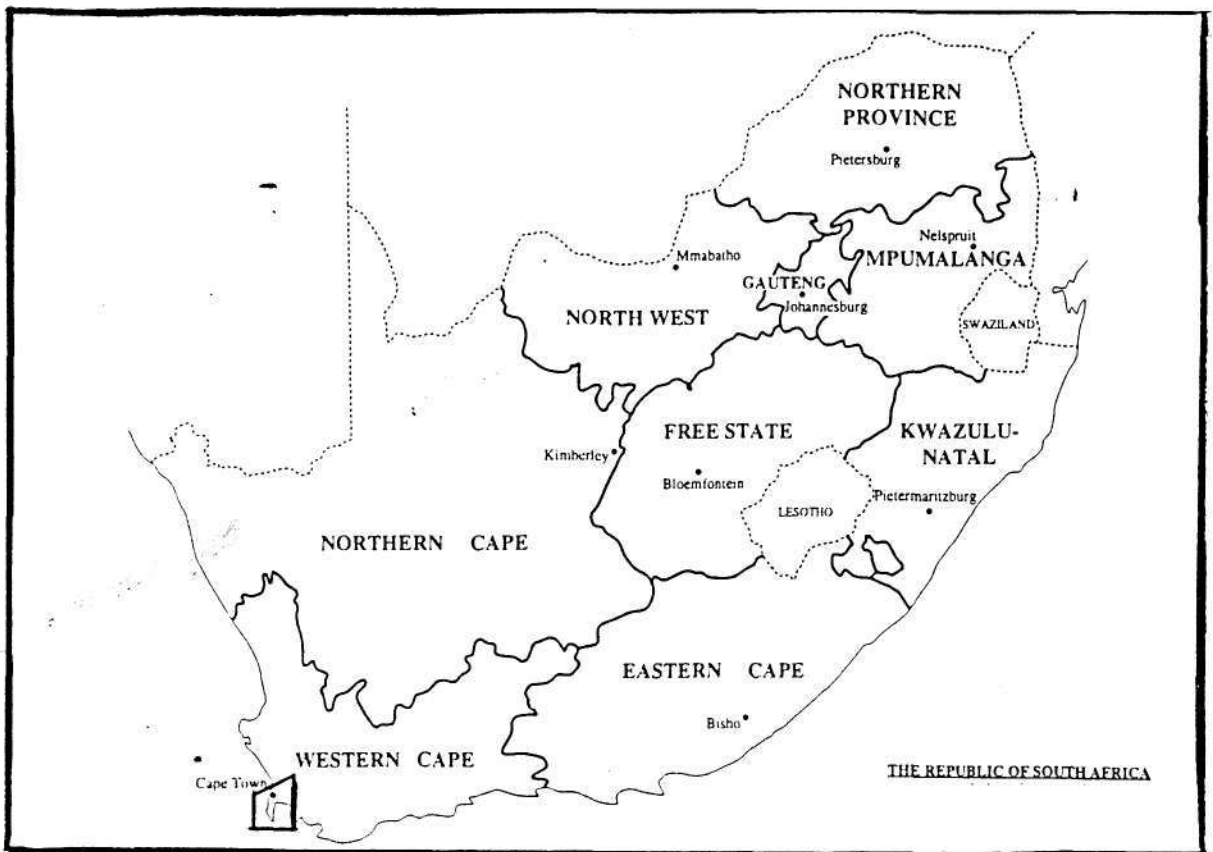 NORTHERN
PROVINCE
Pietersburg
Nelspruit
MPUMALANGA
Mmabatho
GAUTENG
Johannesburg
NORTH WEST
SWAZILAND
FREE STATE
KWAZULU-
NATAL
Kimberley
Bloemfontein
Pietermaritzburg
LESOTHO
NORTHERN CAPE
EASTERN CAPE
Bisho
WESTERN CAPE
Cape Town
THE REPUBLIC OF SOUTH AFRICA